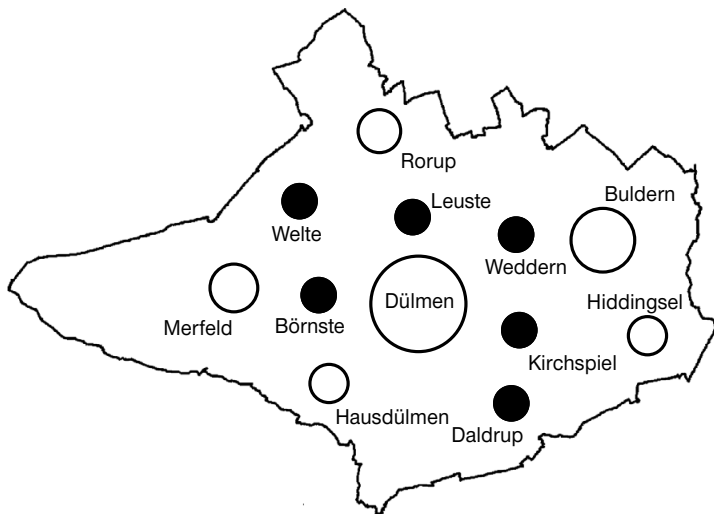 Rorup
Buldern
Leuste
Welte
Weddern
Dülmen
Hiddingsel
Merfeld
Börnste
Kirchspiel
Hausdülmen
Daldrup